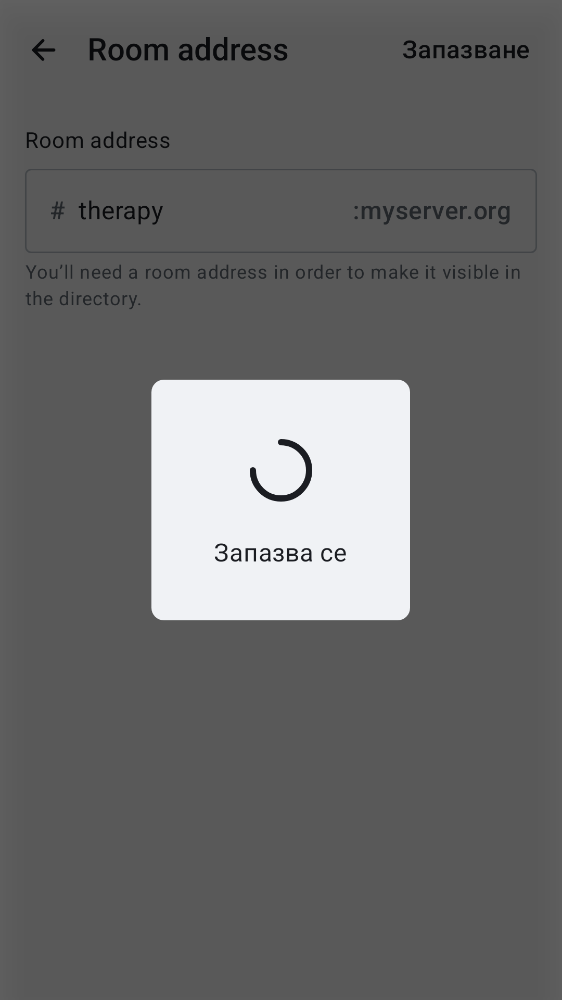 Room address
Запазване
Room address
# therapy :myserver.org
You'll need a room address in order to make it visible in
the directory.
Запазва се